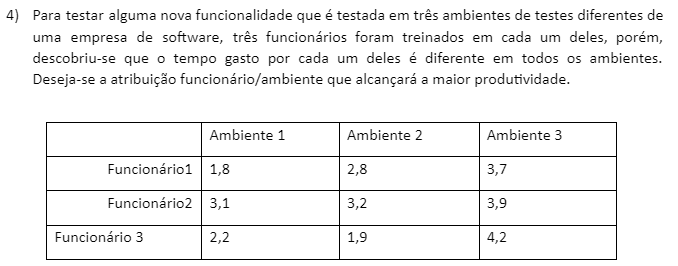 4) Para testar alguma nova funcionalidade que é testada em três ambientes de testes diferentes de
uma empresa de software, três funcionários foram treinados em cada um deles, porém,
descobriu-se que o tempo gasto por cada um deles é diferente em todos os ambientes.
Deseja-se a atribuição funcionário/ambiente que alcançará a maior produtividade.
Ambiente 1 Ambiente 2 Ambiente 3
Funcionário1 1,8 2,8 3,7
Funcionário2 3,1 3,2 3,9
Funcionário 3 2,2 1,9 4,2